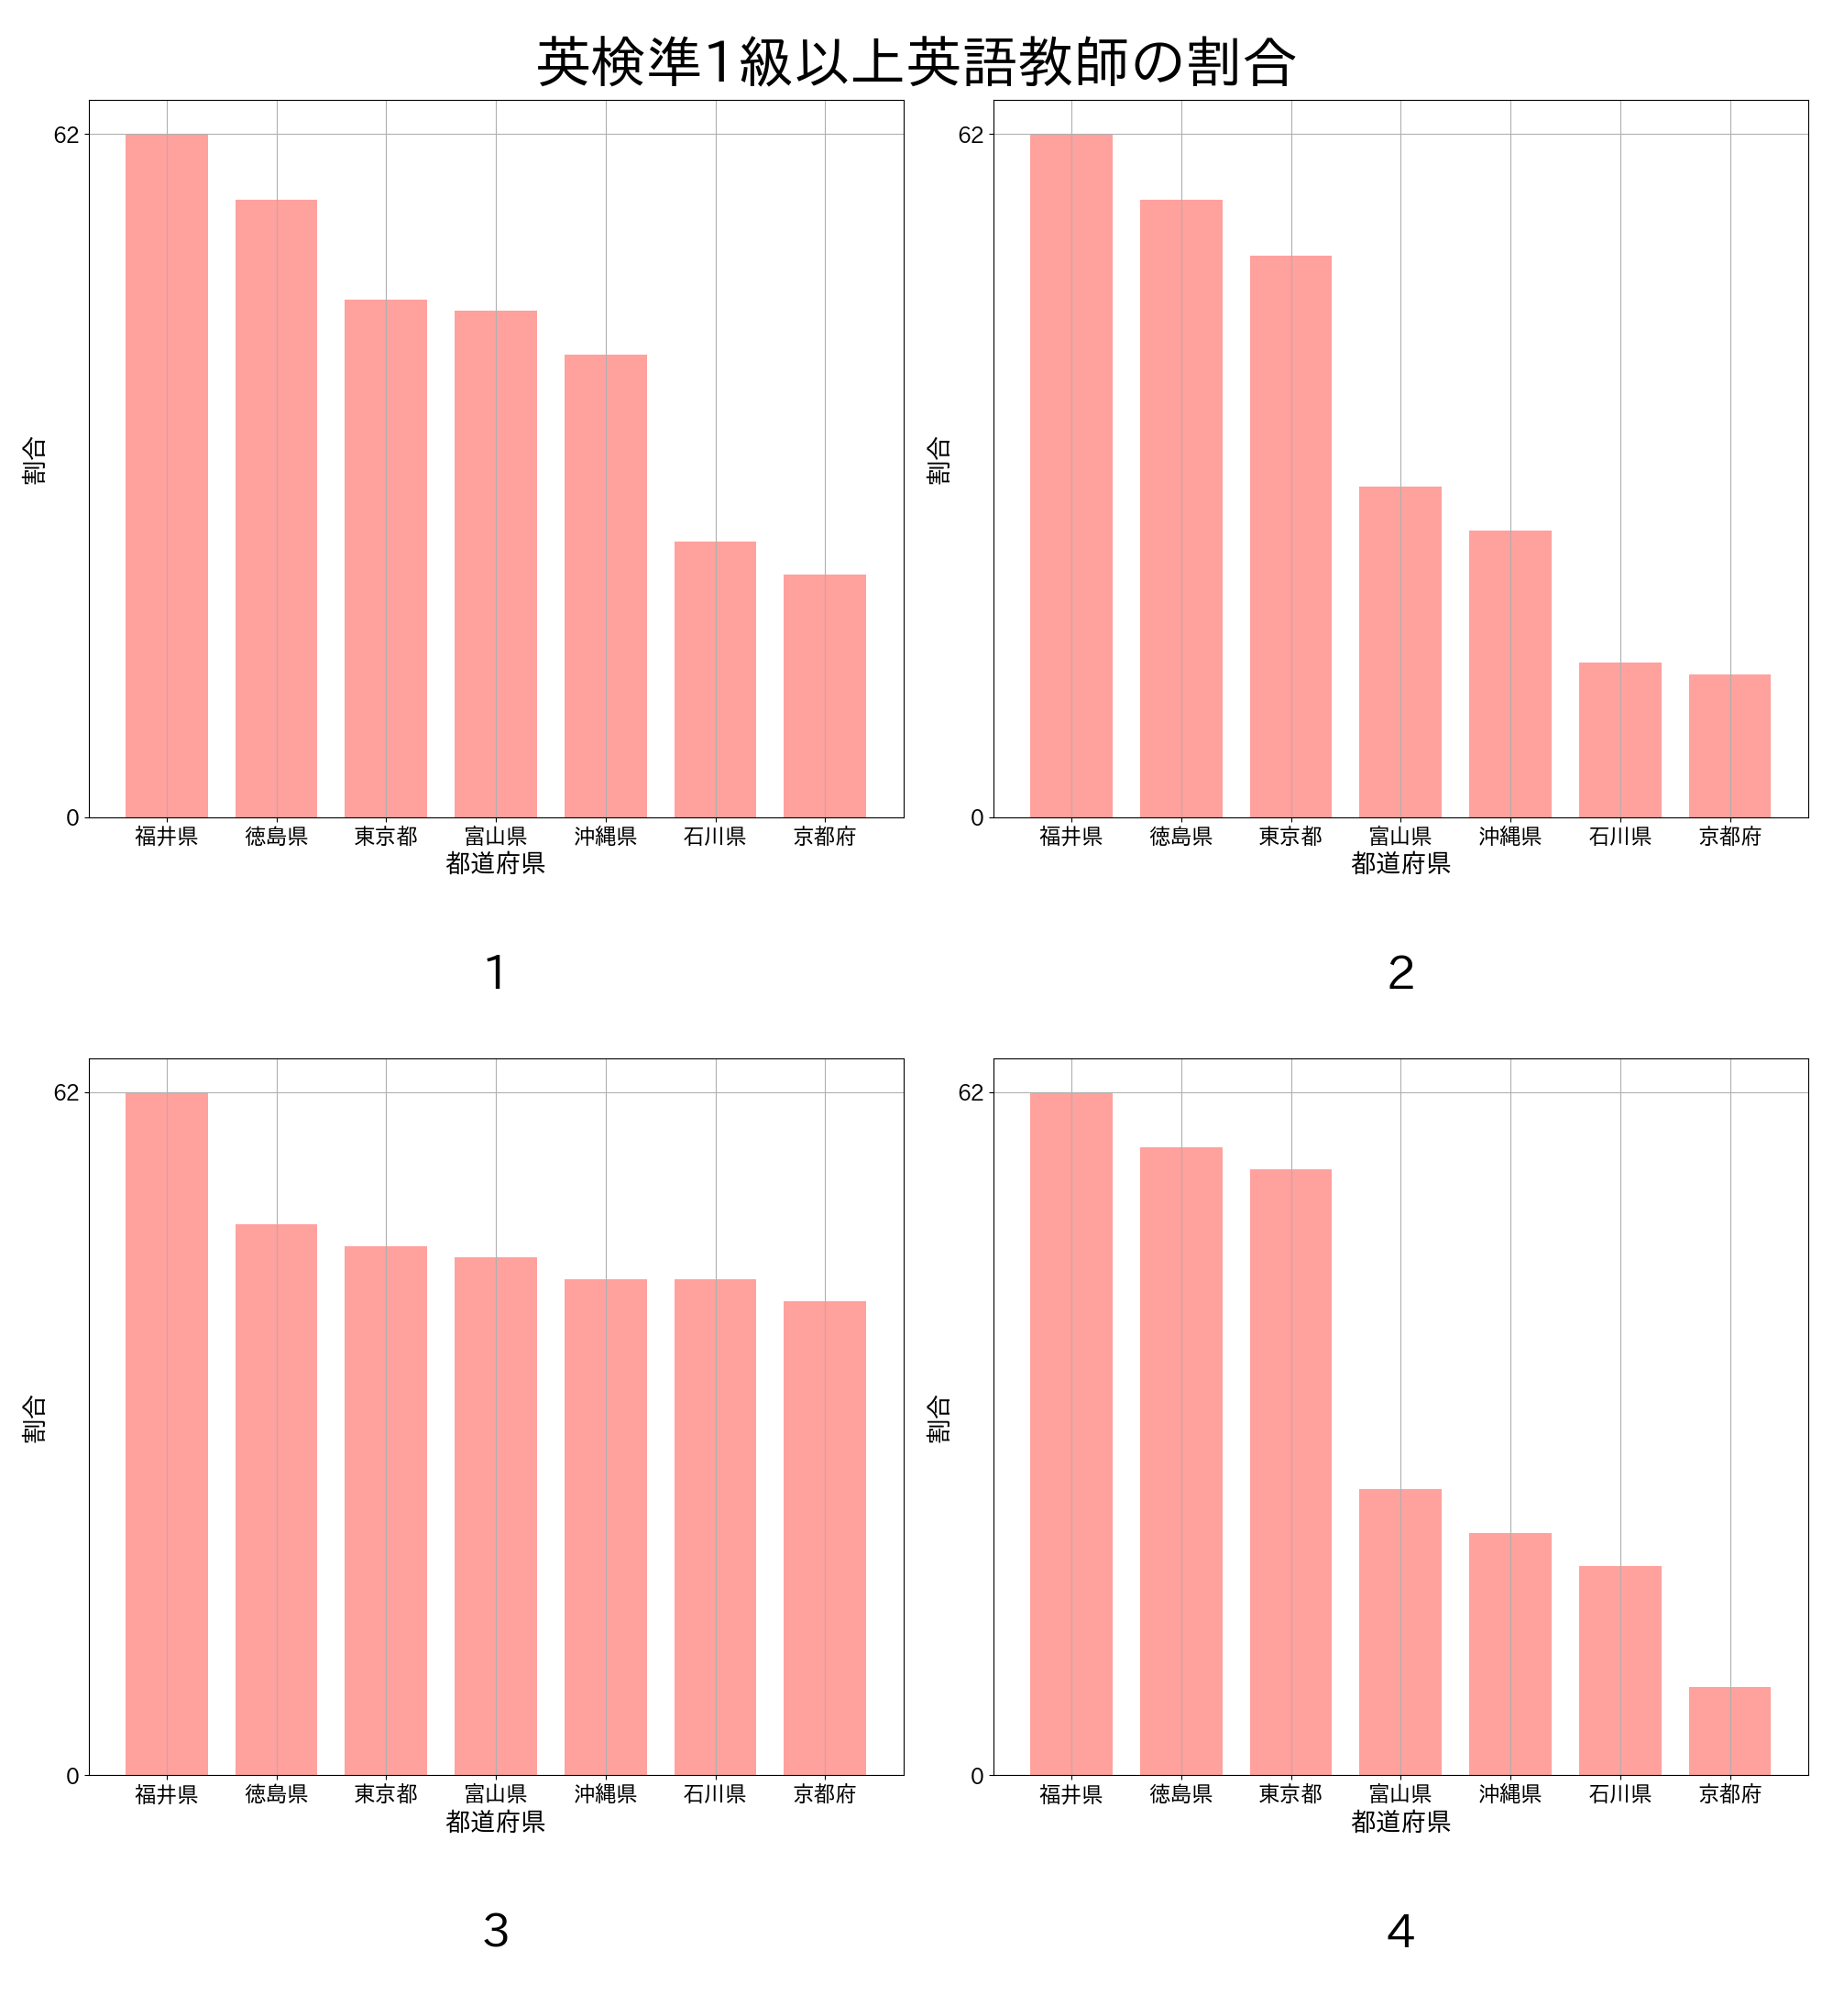 英検準1級以上英語教師の割合
62
0
割合
福井県 徳島県 東京都 富山県 沖縄県 石川県 京都府
都道府県
1
62
0
割合
福井県 徳島県 東京都 富山県 沖縄県 石川県 京都府
都道府県
2
62
0
割合
福井県 徳島県 東京都 富山県 沖縄県 石川県 京都府
都道府県
3
62
0
割合
福井県 徳島県 東京都 富山県 沖縄県 石川県 京都府
都道府県
4